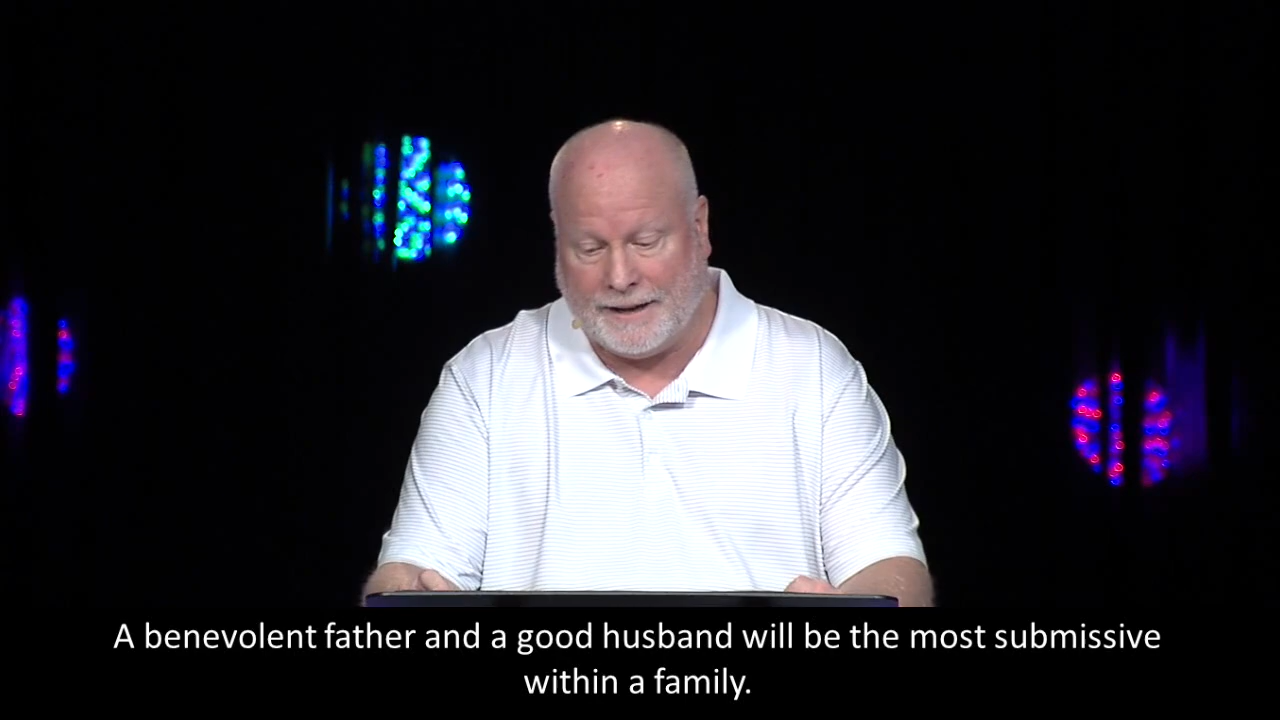 A benevolent father and a good husband will be the most submissive
within a family.